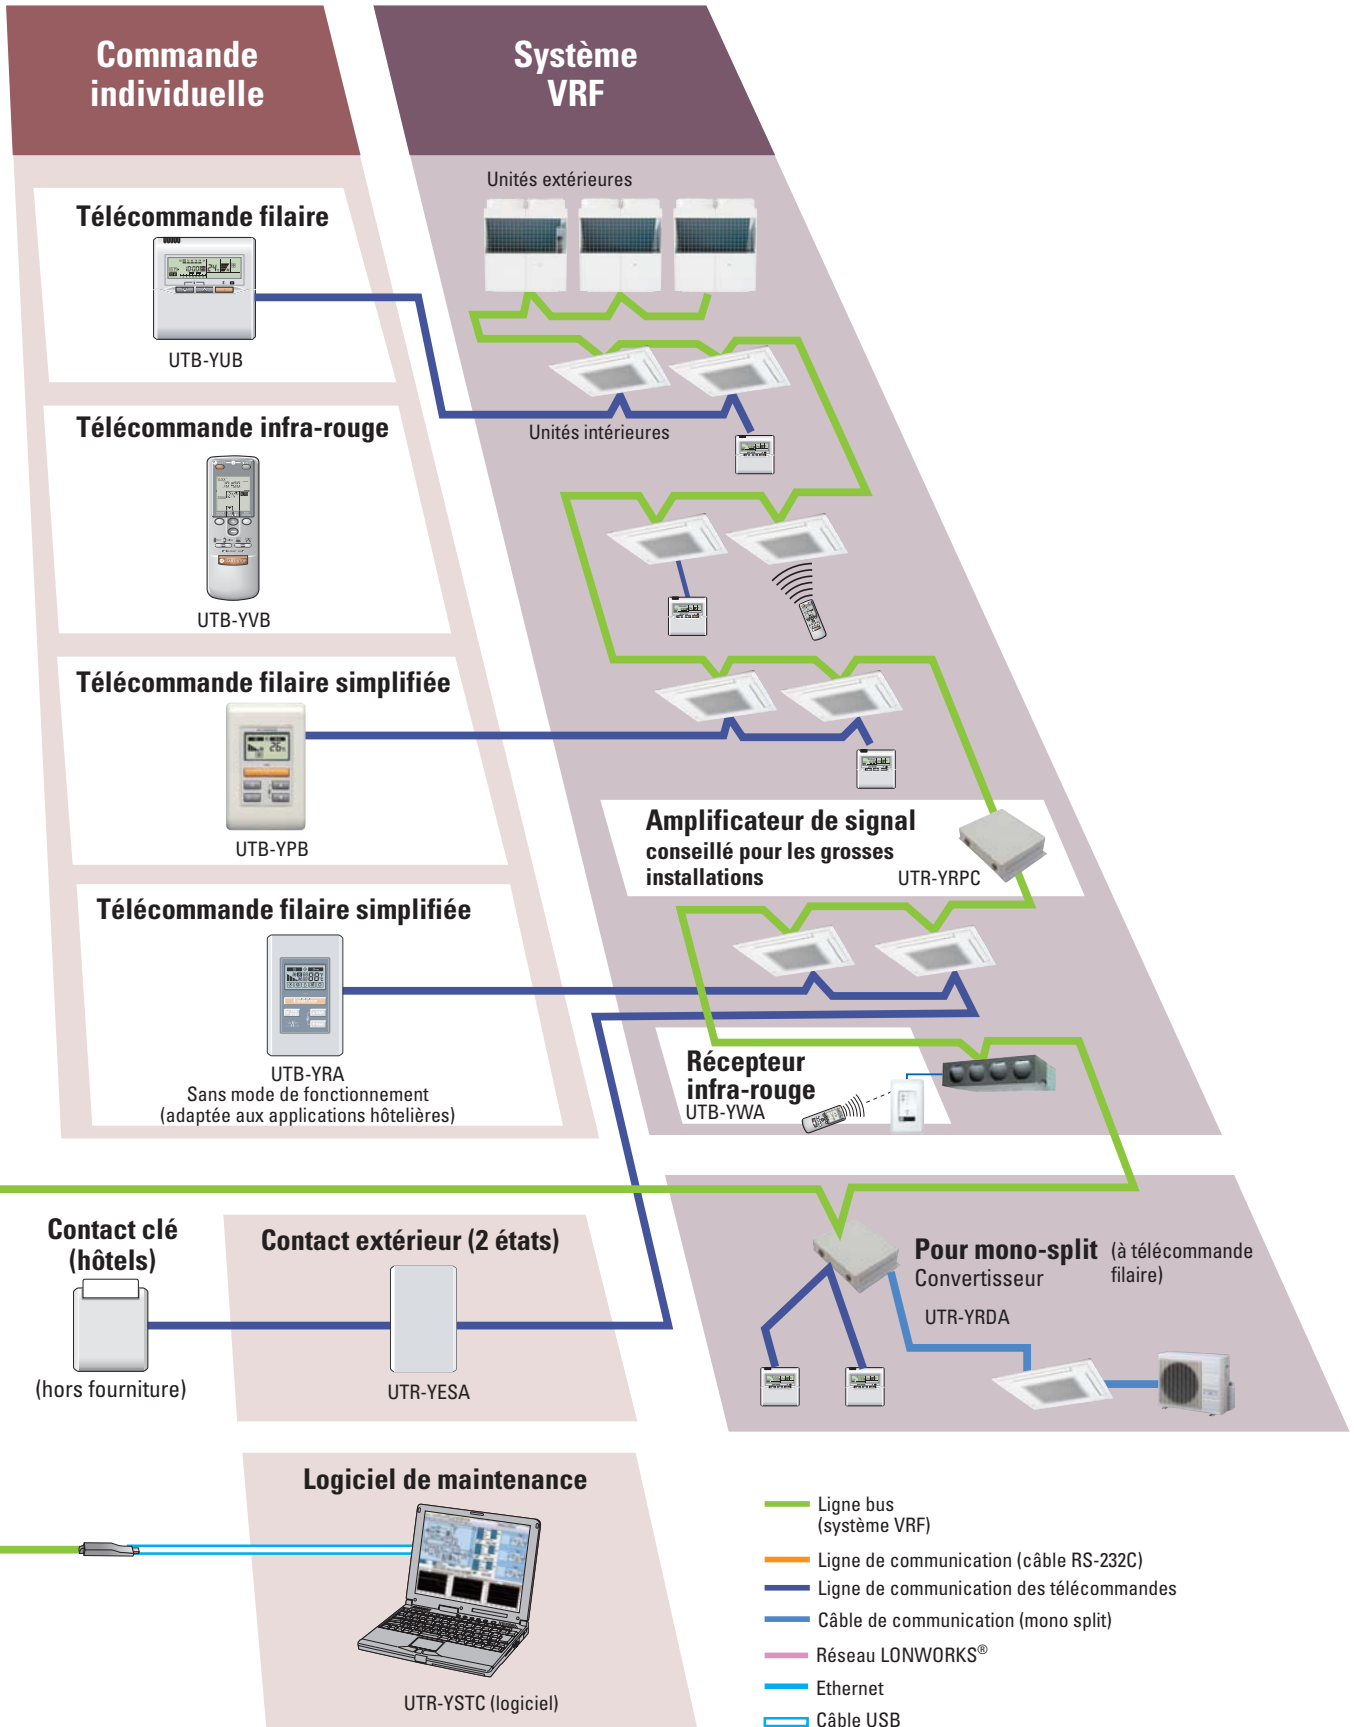 Commande
individuelle
Système
VRF
Télécommande filaire
UTB-YUB
Télécommande infra-rouge
UTB-YVB
Télécommande filaire simplifiée
UTB-YPB
Télécommande filaire simplifiée
UTB-YRA
Sans mode de fonctionnement
(adaptée aux applications hôtelières)
Unités extérieures
Unités intérieures
Amplificateur de signal
conseillé pour les grosses
installations
UTR-YRPC
Récepteur
infra-rouge
UTB-YWA
Contact clé
(hôtels)
(hors fourniture)
Contact extérieur (2 états)
UTR-YESA
Pour mono-split (à télécommande
filaire)
Convertisseur
UTR-YRDA
Logiciel de maintenance
UTR-YSTC (logiciel)
Ligne bus
(système VRF)
Ligne de communication (câble RS-232C)
Ligne de communication des télécommandes
Câble de communication (mono split)
Réseau LONWORKS®
Ethernet
Câble USB